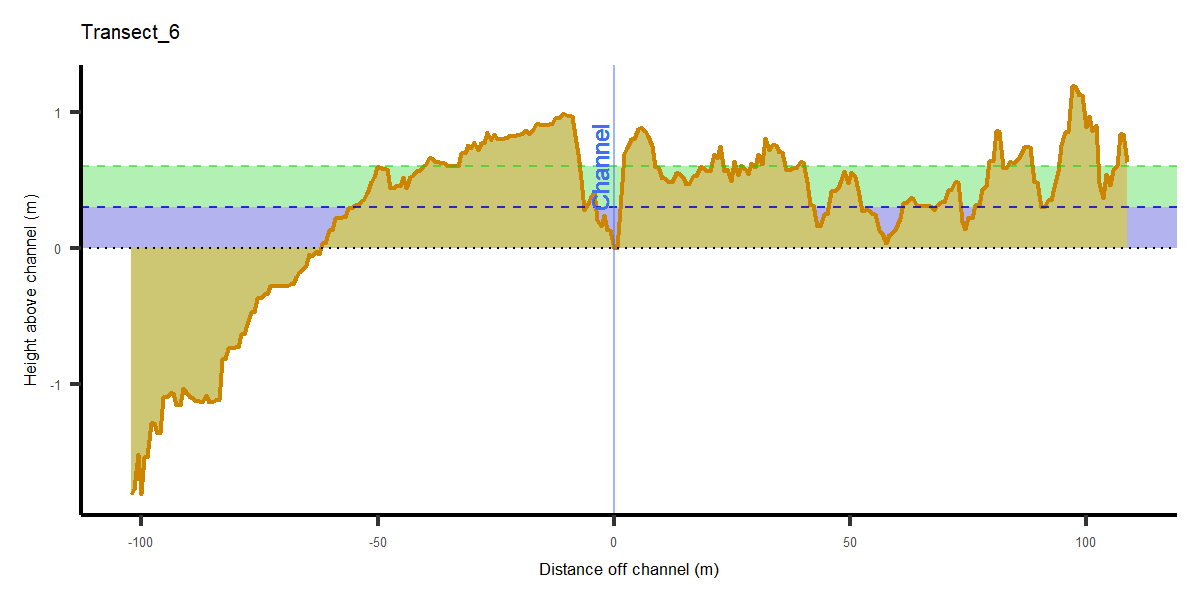 Transect_6
Height above channel (m)
1
0
-1
Channel
-100
-50
0
50
100
Distance off channel (m)